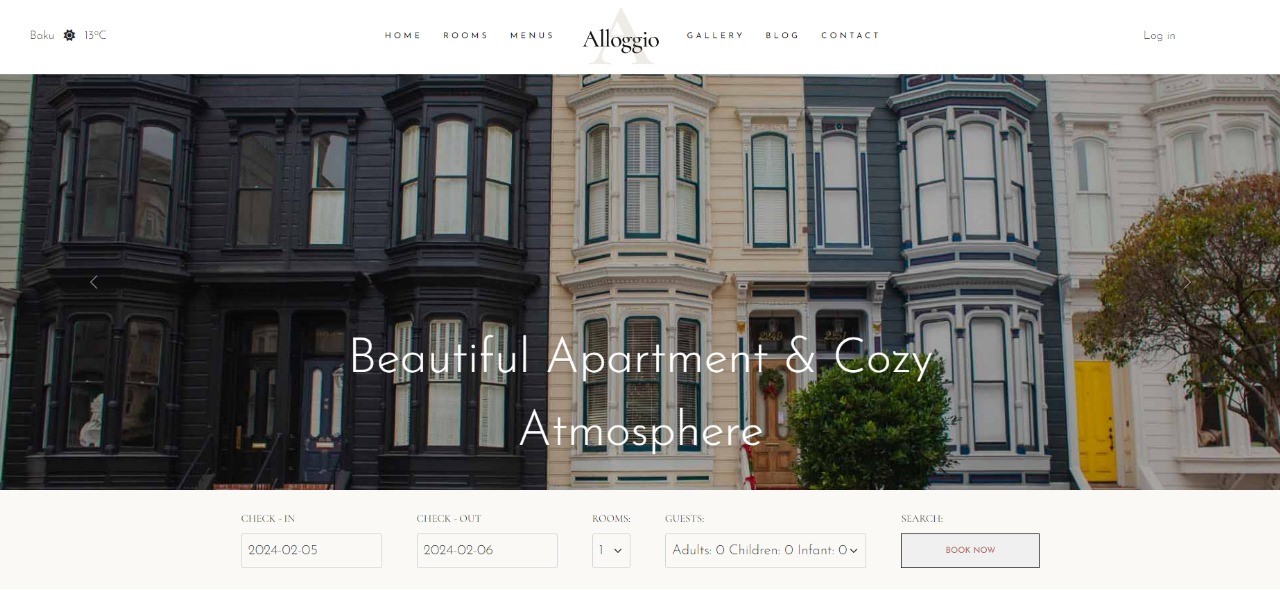 Baku 13°C
HOME ROOMS MENUS
Alloggio
GALLERY BLOG CONTACT
Log in
Beautiful Apartment & Cozy
Atmosphere
CHECK - IN
CHECK - OUT
ROOMS:
GUESTS:
SEARCH:
2024-02-05
2024-02-06
1
Adults: 0 Children: 0 Infant: 0
BOOK NOW